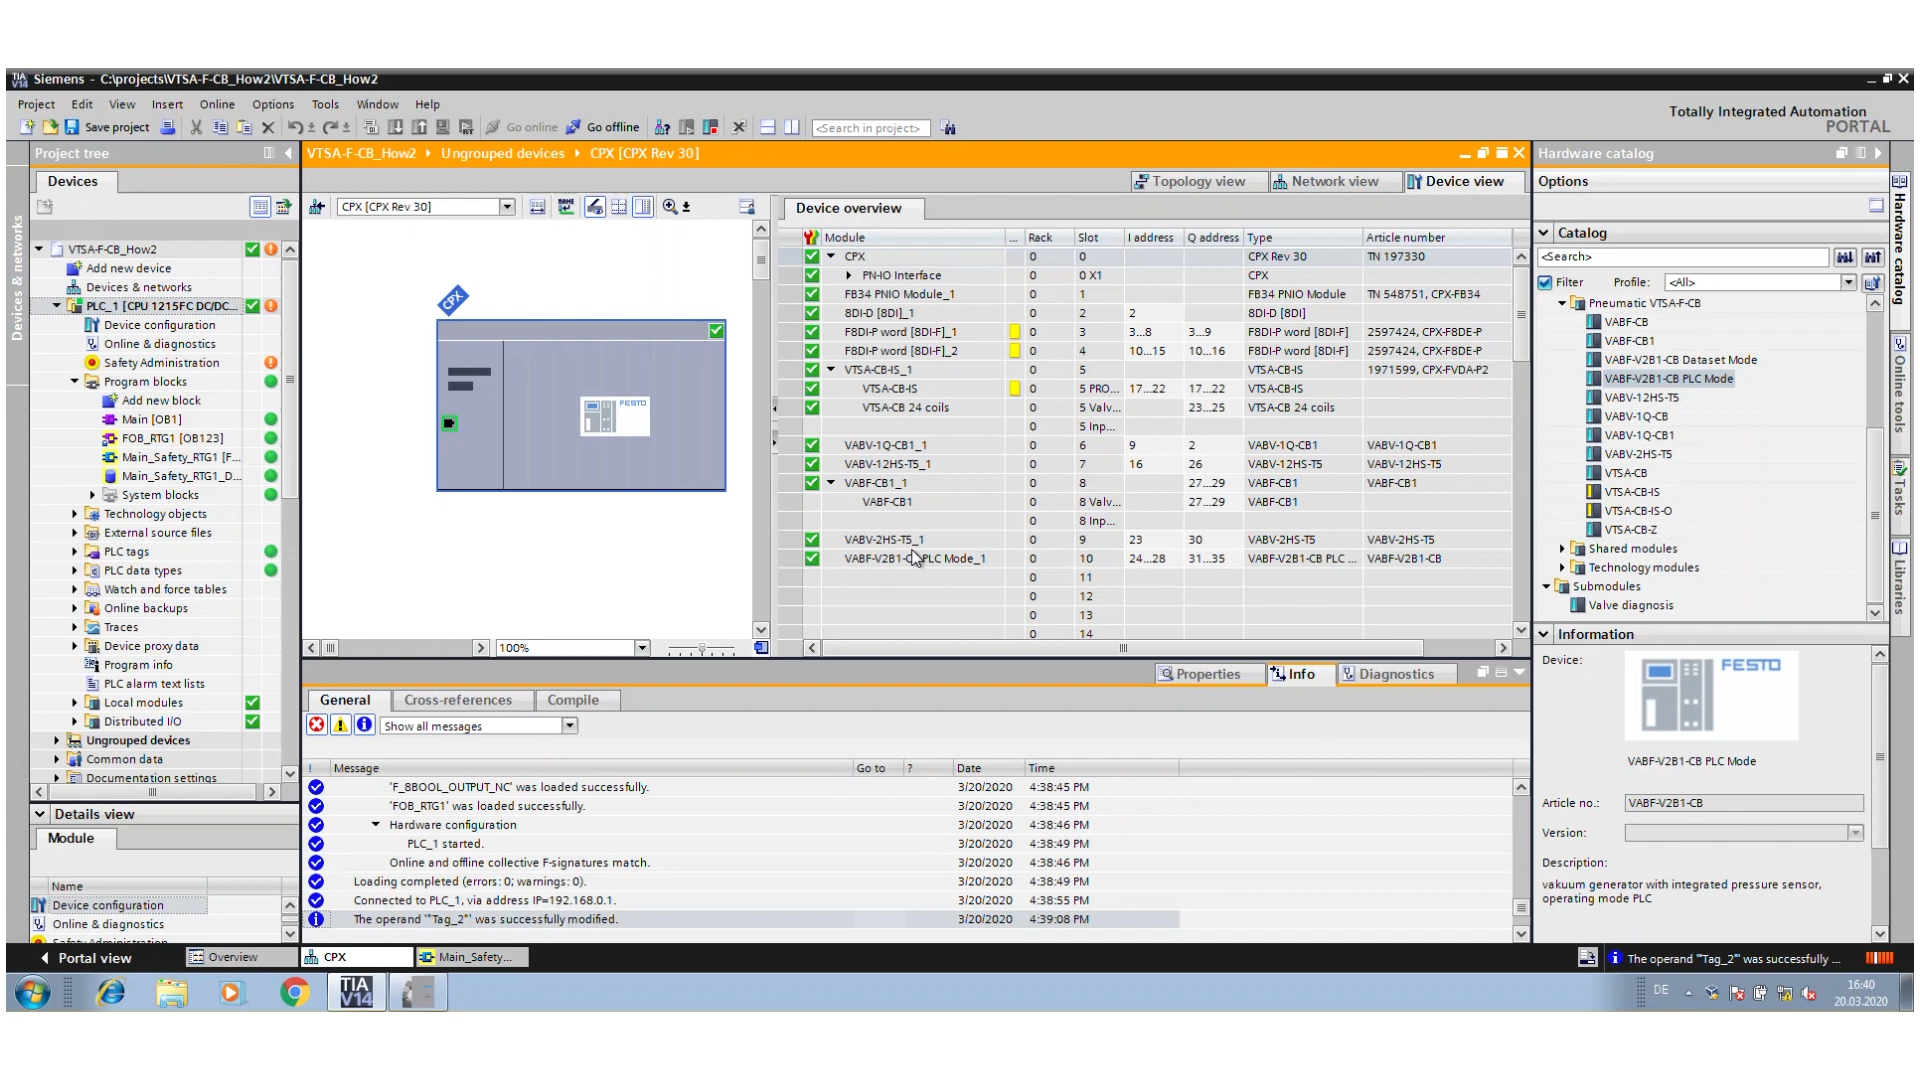 TIA V14 Siemens - C:\projects\VTSA-F-CB_How2\VTSA-F-CB_How2
Project Edit View Insert Online Options Tools Window Help
Totally Integrated Automation
PORTAL
Save project Go online Go offline <Search in project>
Project tree
VTSA-F-CB_How2 Ungrouped devices CPX [CPX Rev 30]
Hardware catalog
Devices
Topology view Network view Device view
Options
CPX [CPX Rev 30]
Device overview
Module ... Rack Slot I address Q address Type Article number
CPX 0 0 CPX Rev 30 TN 197330
PN-IO Interface 0 0 X1 CPX
FB34 PNIO Module_1 0 1 FB34 PNIO Module TN 548751, CPX-FB34
8DI-D [8DI]_1 0 2 2 8DI-D [8DI]
F8DI-P word [8DI-F]_1 0 3 3...8 3...9 F8DI-P word [8DI-F] 2597424, CPX-F8DE-P
F8DI-P word [8DI-F]_2 0 4 10...15 10...16 F8DI-P word [8DI-F] 2597424, CPX-F8DE-P
VTSA-CB-IS_1 0 5 VTSA-CB-IS 1971599, CPX-FVDA-P2
VTSA-CB-IS 0 5 PRO... 17...22 17...22 VTSA-CB-IS
VTSA-CB 24 coils 0 5 Valv... 23...25 VTSA-CB 24 coils
0 5 Inp...
VABV-1Q-CB1_1 0 6 9 2 VABV-1Q-CB1 VABV-1Q-CB1
VABV-12HS-T5_1 0 7 16 26 VABV-12HS-T5 VABV-12HS-T5
VABF-CB1_1 0 8 27...29 VABF-CB1 VABF-CB1
VABF-CB1 0 8 Valv... 27...29 VABF-CB1
0 8 Inp...
VABV-2HS-T5_1 0 9 23 30 VABV-2HS-T5 VABV-2HS-T5
VABF-V2B1-C PLC Mode_1 0 10 24...28 31...35 VABF-V2B1-CB PLC ... VABF-V2B1-CB
0 11
0 12
0 13
0 14
VTSA-F-CB_How2
Add new device
Devices & networks
PLC_1 [CPU 1215FC DC/DC...
Device configuration
Online & diagnostics
Safety Administration
Program blocks
Add new block
Main [OB1]
FOB_RTG1 [OB123]
Main_Safety_RTG1 [F...
Main_Safety_RTG1_D...
System blocks
Technology objects
External source files
PLC tags
PLC data types
Watch and force tables
Online backups
Traces
Device proxy data
Program info
PLC alarm text lists
Local modules
Distributed I/O
Ungrouped devices
Common data
Documentation settings
Devices & networks
CPX
FESTO
100%
Catalog
<Search>
Filter Profile: <All>
Pneumatic VTSA-F-CB
VABF-CB
VABF-CB1
VABF-V2B1-CB Dataset Mode
VABF-V2B1-CB PLC Mode
VABV-12HS-T5
VABV-1Q-CB
VABV-1Q-CB1
VABV-2HS-T5
VTSA-CB
VTSA-CB-IS
VTSA-CB-IS-O
VTSA-CB-Z
Shared modules
Technology modules
Submodules
Valve diagnosis
Information
Device:
FESTO
VABF-V2B1-CB PLC Mode
Article no.: VABF-V2B1-CB
Version:
Description:
vakuum generator with integrated pressure sensor,
operating mode PLC
Hardware catalog
Online tools
Tasks
Libraries
Properties Info Diagnostics
General Cross-references Compile
Show all messages
! Message Go to ? Date Time
'F_8BOOL_OUTPUT_NC' was loaded successfully. 3/20/2020 4:38:45 PM
'FOB_RTG1' was loaded successfully. 3/20/2020 4:38:45 PM
Hardware configuration 3/20/2020 4:38:46 PM
PLC_1 started. 3/20/2020 4:38:49 PM
Online and offline collective F-signatures match. 3/20/2020 4:38:46 PM
Loading completed (errors: 0; warnings: 0). 3/20/2020 4:38:49 PM
Connected to PLC_1, via address IP=192.168.0.1. 3/20/2020 4:38:55 PM
The operand '"Tag_2"' was successfully modified. 3/20/2020 4:39:08 PM
Details view
Module
Name
Device configuration
Online & diagnostics
Safety Administration
Portal view Overview CPX Main_Safety...
The operand '"Tag_2"' was successfully ...
TIA V14
DE
16:40
20.03.2020